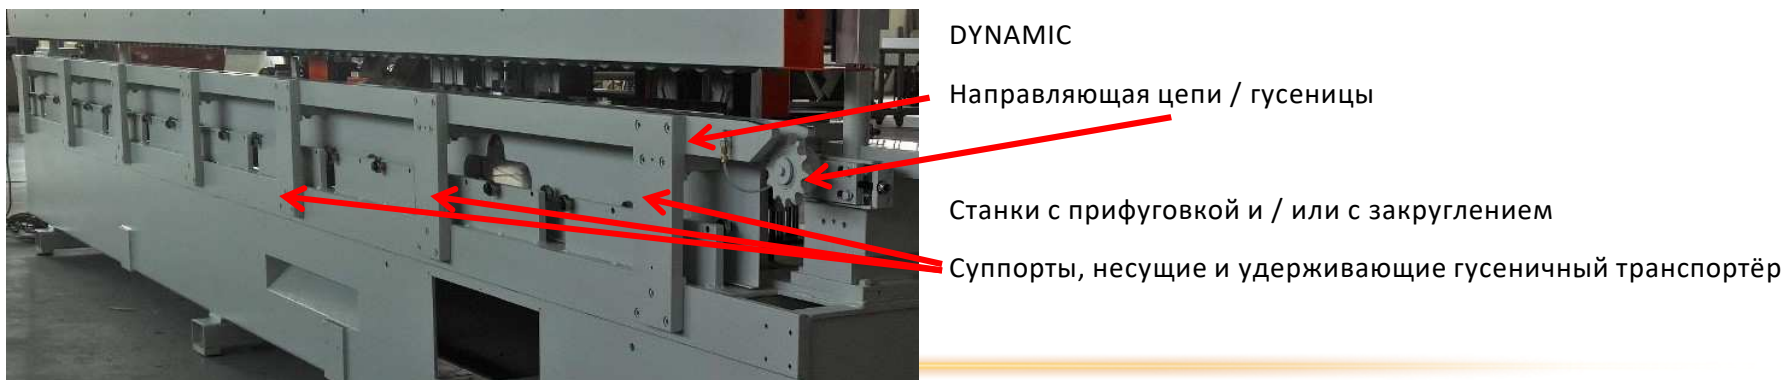 DYNAMIC
Направляющая цепи / гусеницы
Станки с прифуговкой и / или с закруглением
Суппорты, несущие и удерживающие гусеничный транспортёр